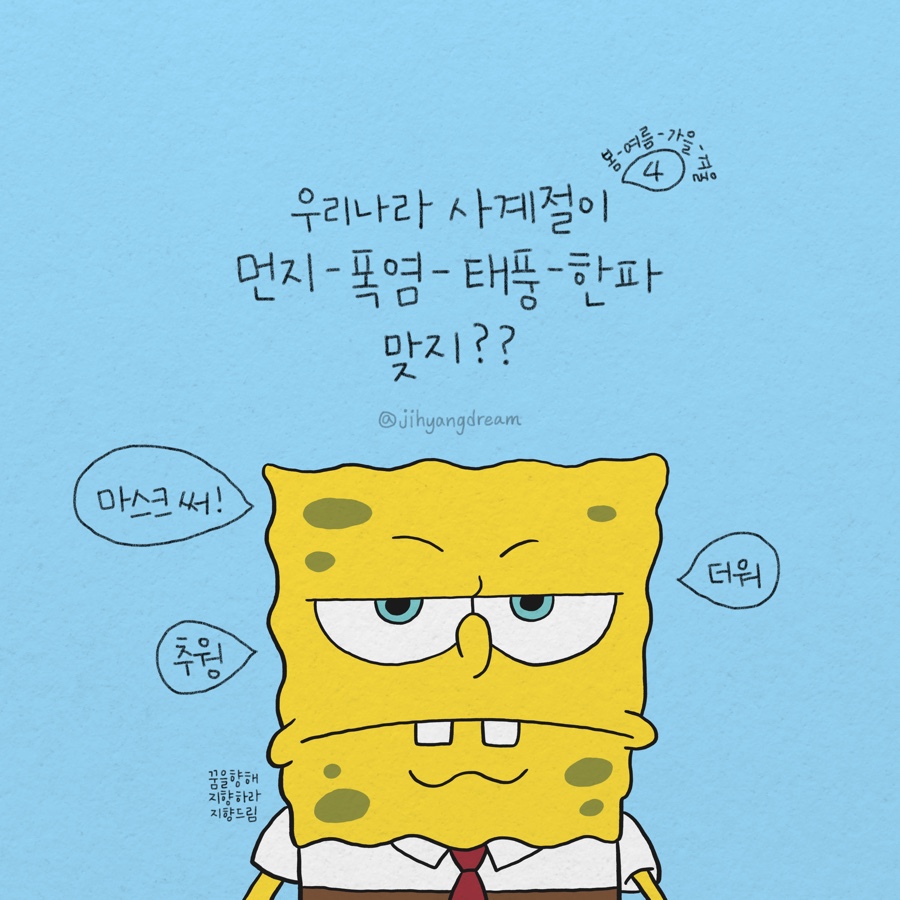 봄-여름-가을-겨울
4
우리나라 사계절이
먼지-폭염-태풍-한파
맞지??
@jihyangdream
마스크 써!
더워
추웡
꿈을향해
지향하라
지향드림